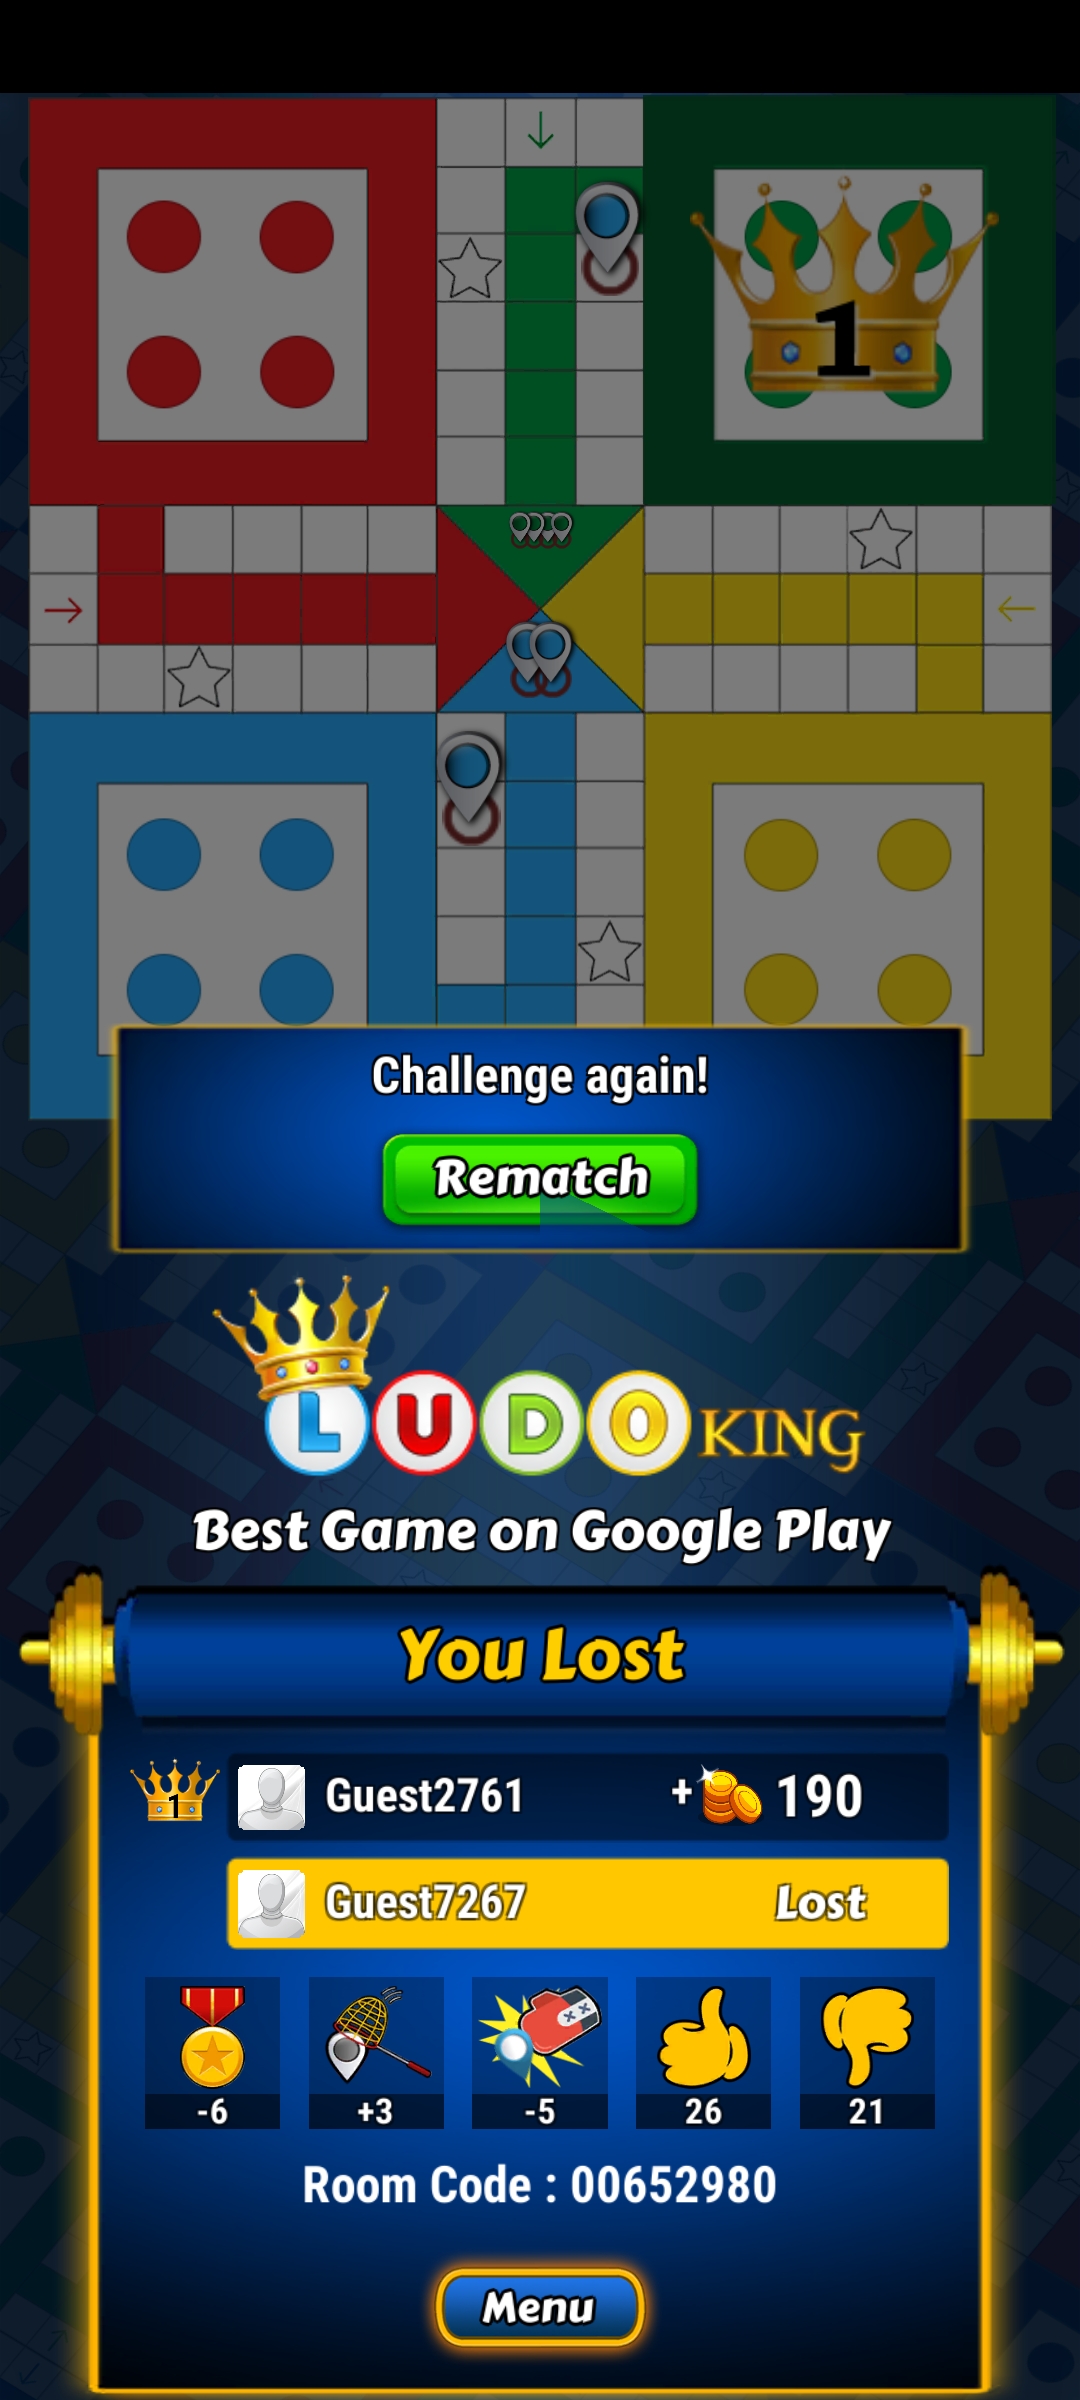 1
Challenge again!
Rematch
LUDO KING
Best Game on Google Play
You Lost
1 Guest2761 + 190
Guest7267 Lost
-6 +3 -5 26 21
Room Code : 00652980
Menu